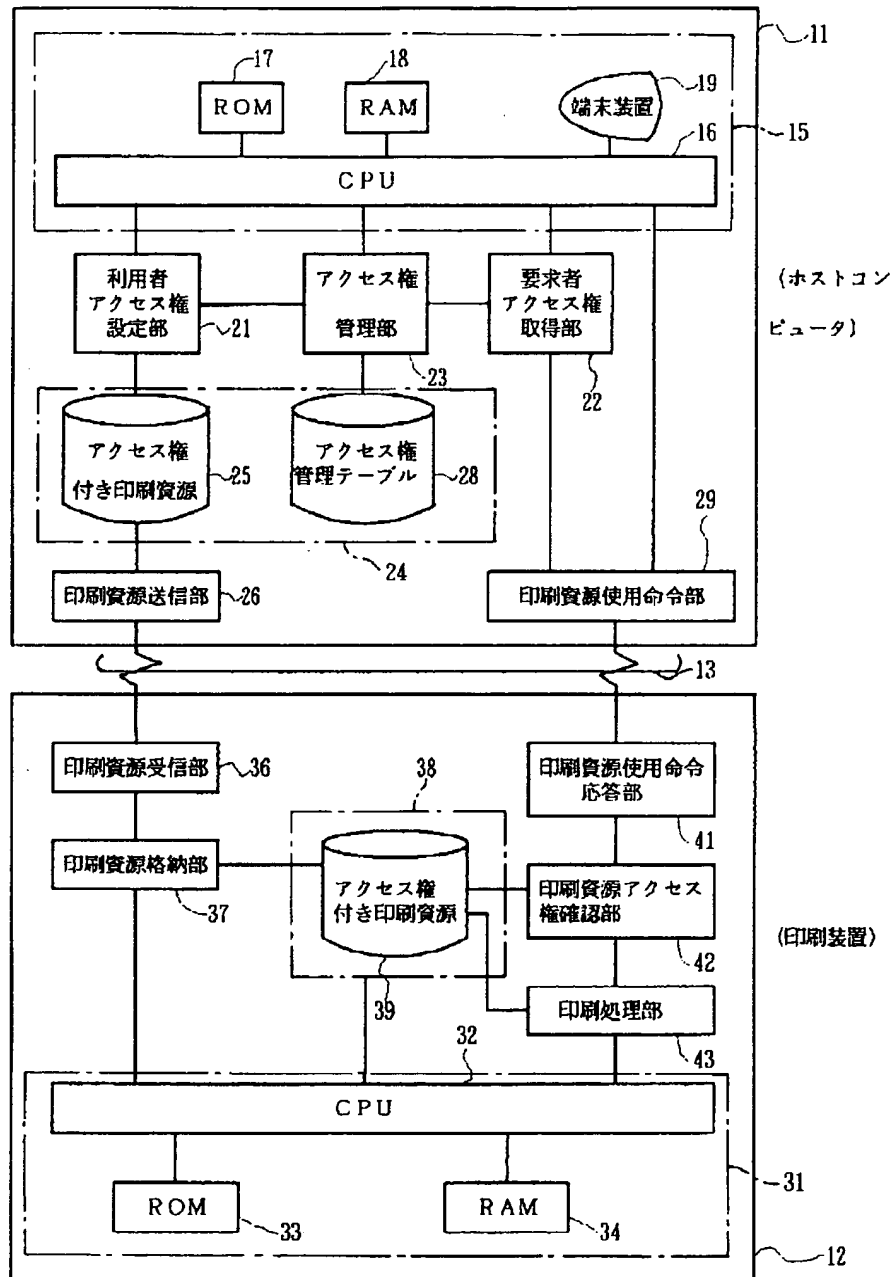 11
17
18
19
ROM
RAM
端末装置
15
16
CPU
利用者
アクセス権
設定部
21
アクセス権
管理部
23
要求者
アクセス権
取得部
22
(ホストコン
ピュータ)
アクセス権
付き印刷資源
25
アクセス権
管理テーブル
28
24
29
印刷資源送信部
26
印刷資源使用命令部
13
印刷資源受信部
36
印刷資源使用命令
応答部
41
38
印刷資源格納部
37
アクセス権
付き印刷資源
39
印刷資源アクセス
権確認部
42
(印刷装置)
印刷処理部
43
32
CPU
31
ROM
33
RAM
34
12